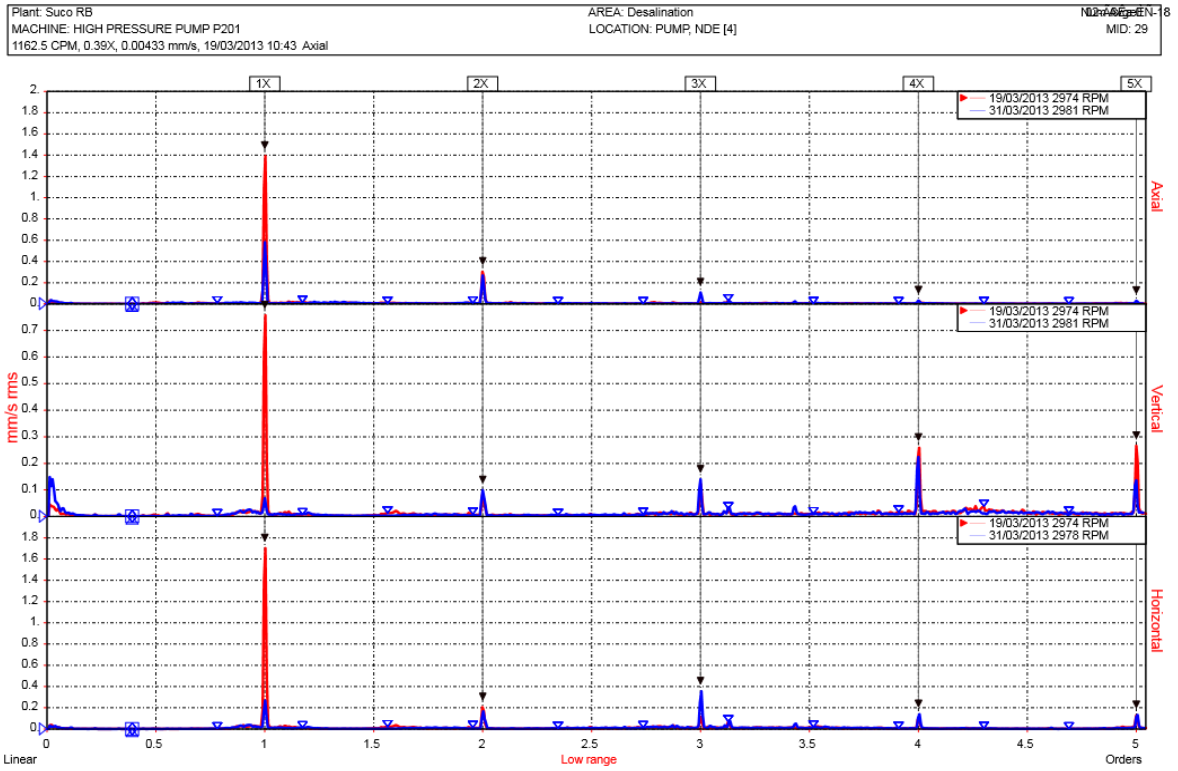 Plant: Suco RB AREA: Desalination
MACHINE: HIGH PRESSURE PUMP P201 LOCATION: PUMP, NDE [4] MID: 29
1162.5 CPM, 0.39X, 0.00433 mm/s, 19/03/2013 10:43 Axial
1X 2X 3X 4X 5X
2.
1.8
1.6
1.4
1.2
1.
0.8
0.6
0.4
0.2
0
19/03/2013 2974 RPM
31/03/2013 2981 RPM
Axial
0.7
0.6
0.5
0.4
0.3
0.2
0.1
0
19/03/2013 2974 RPM
31/03/2013 2981 RPM
mm/s rms
Vertical
1.8
1.6
1.4
1.2
1.
0.8
0.6
0.4
0.2
0
19/03/2013 2974 RPM
31/03/2013 2978 RPM
Horizontal
0 0.5 1 1.5 2 2.5 3 3.5 4 4.5 5
Linear Low range Orders